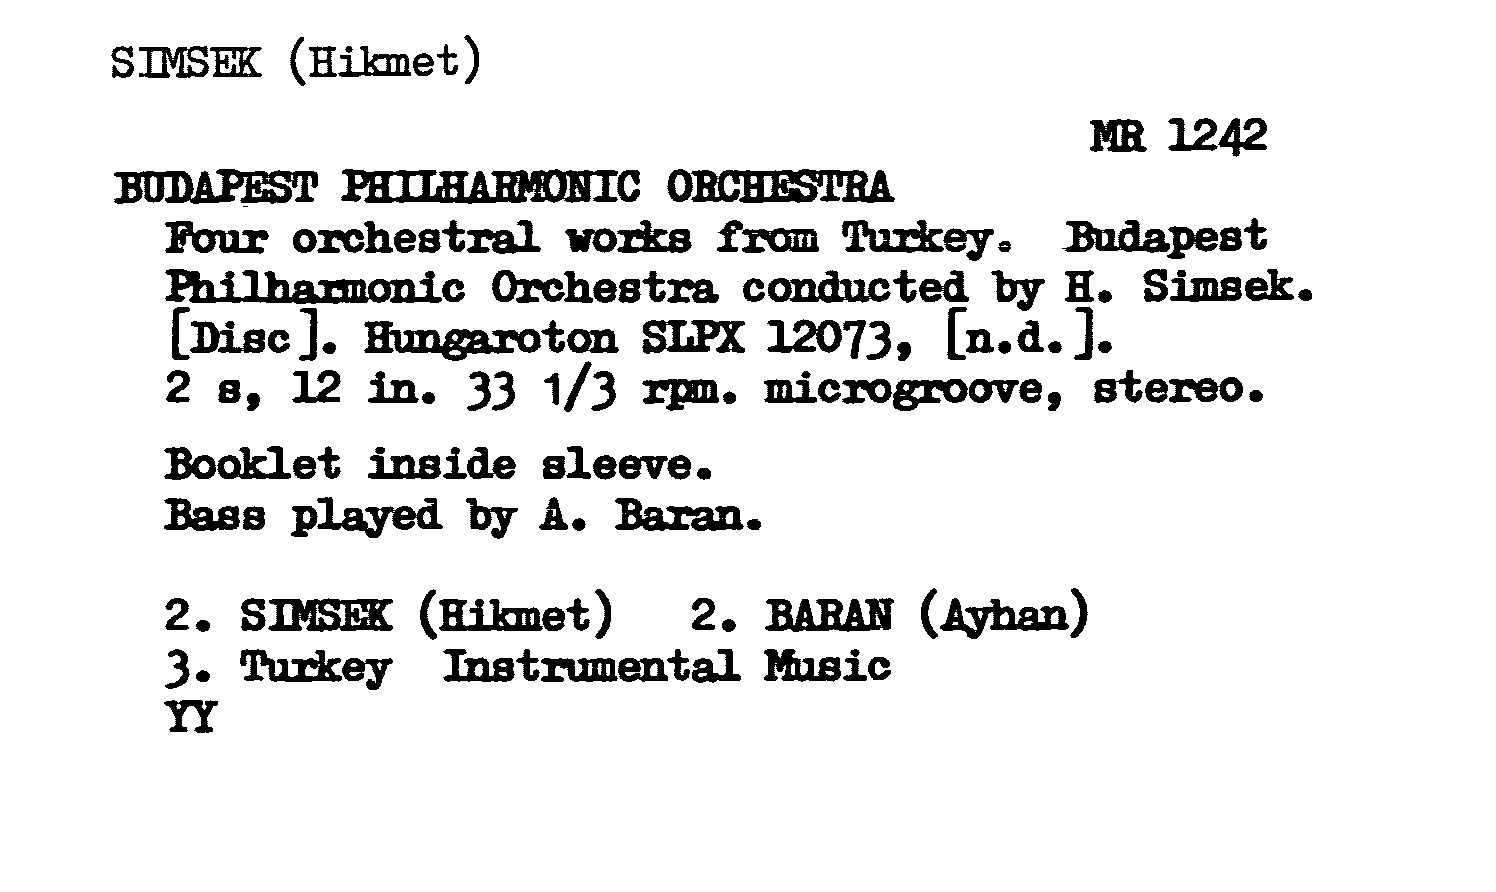 SIMSEK (Hikmet)
MR 1242
BUDAPEST PHILHARMONIC ORCHESTRA
Four orchestral works from Turkey. Budapest
Philharmonic Orchestra conducted by H. Simsek.
[Disc]. Hungaroton SLPX 12073, [n.d.].
2 s, 12 in. 33 1/3 rpm. microgroove, stereo.
Booklet inside sleeve.
Bass played by A. Baran.
2. SIMSEK (Hikmet) 2. BARAN (Ayhan)
3. Turkey Instrumental Music
YY